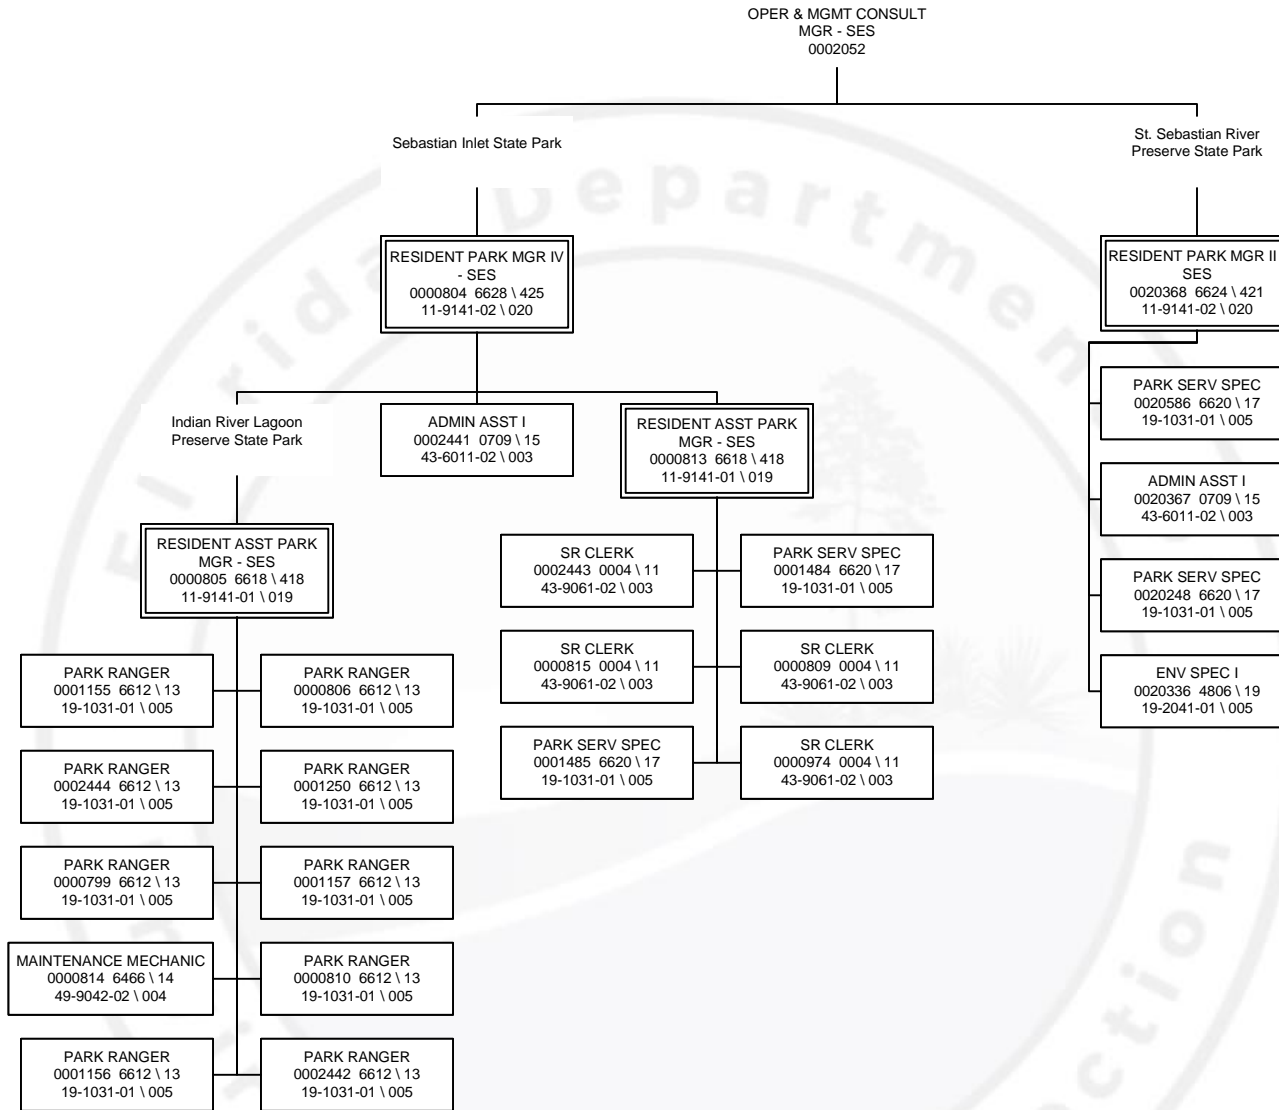 OPER & MGMT CONSULT
MGR - SES
0002052
Sebastian Inlet State Park
St. Sebastian River
Preserve State Park
RESIDENT PARK MGR IV
- SES
0000804 6628 \ 425
11-9141-02 \ 020
RESIDENT PARK MGR II
SES
0020368 6624 \ 421
11-9141-02 \ 020
Indian River Lagoon
Preserve State Park
ADMIN ASST I
0002441 0709 \ 15
43-6011-02 \ 003
RESIDENT ASST PARK
MGR - SES
0000813 6618 \ 418
11-9141-01 \ 019
PARK SERV SPEC
0020586 6620 \ 17
19-1031-01 \ 005
ADMIN ASST I
0020367 0709 \ 15
43-6011-02 \ 003
PARK SERV SPEC
0020248 6620 \ 17
19-1031-01 \ 005
ENV SPEC I
0020336 4806 \ 19
19-2041-01 \ 005
RESIDENT ASST PARK
MGR - SES
0000805 6618 \ 418
11-9141-01 \ 019
SR CLERK
0002443 0004 \ 11
43-9061-02 \ 003
PARK SERV SPEC
0001484 6620 \ 17
19-1031-01 \ 005
SR CLERK
0000815 0004 \ 11
43-9061-02 \ 003
SR CLERK
0000809 0004 \ 11
43-9061-02 \ 003
PARK SERV SPEC
0001485 6620 \ 17
19-1031-01 \ 005
SR CLERK
0000974 0004 \ 11
43-9061-02 \ 003
PARK RANGER
0001155 6612 \ 13
19-1031-01 \ 005
PARK RANGER
0000806 6612 \ 13
19-1031-01 \ 005
PARK RANGER
0002444 6612 \ 13
19-1031-01 \ 005
PARK RANGER
0001250 6612 \ 13
19-1031-01 \ 005
PARK RANGER
0000799 6612 \ 13
19-1031-01 \ 005
PARK RANGER
0001157 6612 \ 13
19-1031-01 \ 005
MAINTENANCE MECHANIC
0000814 6466 \ 14
49-9042-02 \ 004
PARK RANGER
0000810 6612 \ 13
19-1031-01 \ 005
PARK RANGER
0001156 6612 \ 13
19-1031-01 \ 005
PARK RANGER
0002442 6612 \ 13
19-1031-01 \ 005
Florida Department